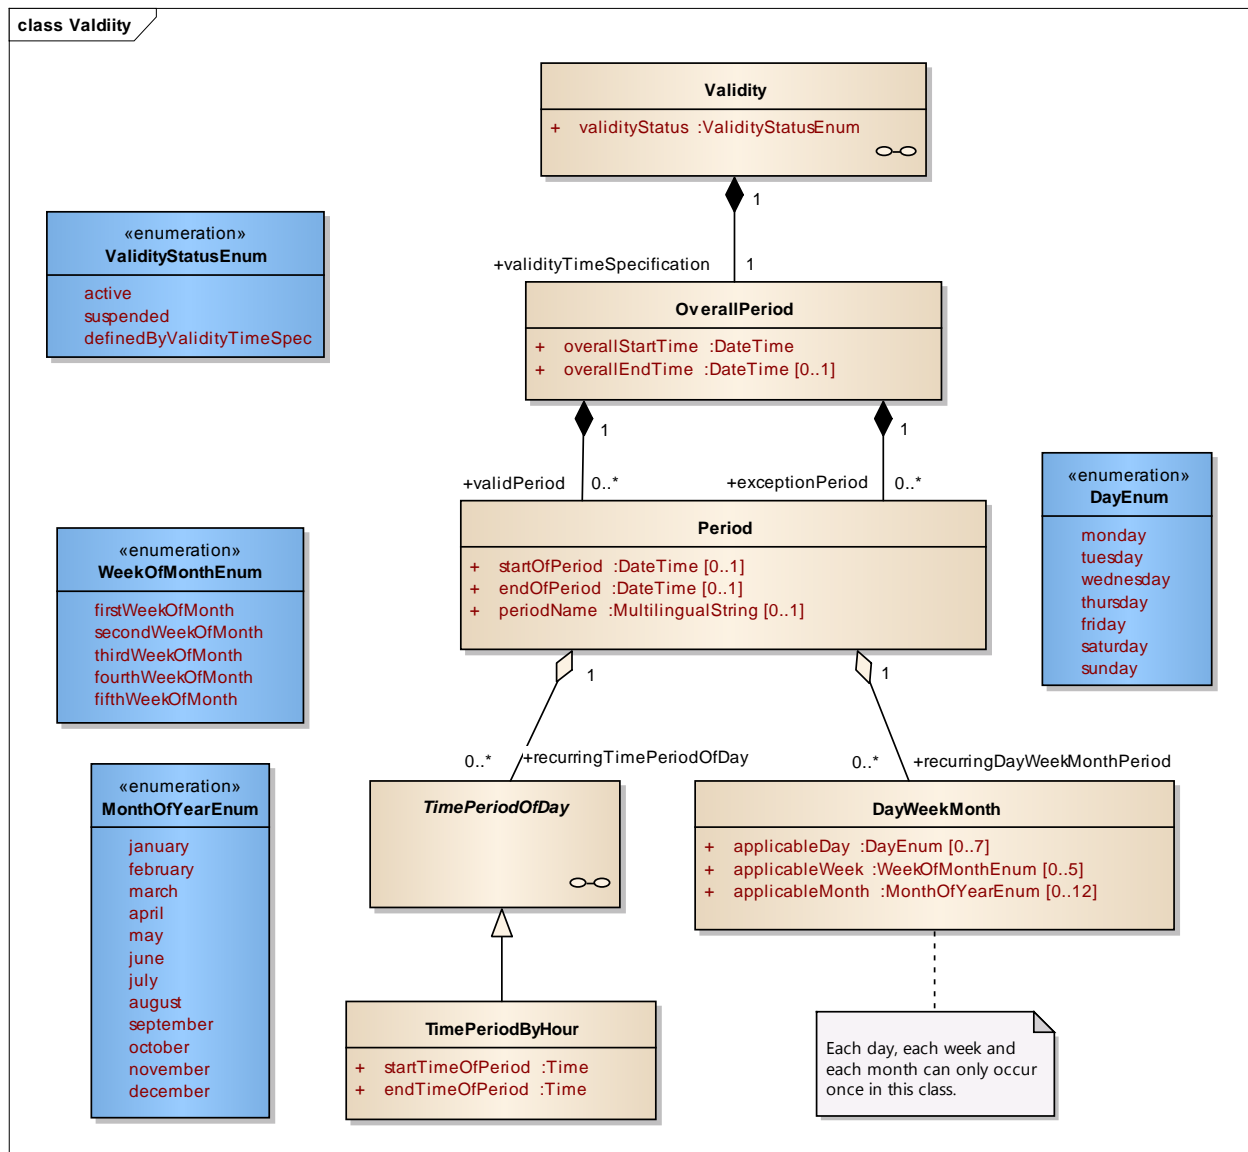 class Valdiity
Validity
+ validityStatus :ValidityStatusEnum
1
+validityTimeSpecification 1
«enumeration»
ValidityStatusEnum
active
suspended
definedByValidityTimeSpec
OverallPeriod
+ overallStartTime :DateTime
+ overallEndTime :DateTime [0..1]
1
1
+validPeriod 0..*
+exceptionPeriod 0..*
«enumeration»
DayEnum
monday
tuesday
wednesday
thursday
friday
saturday
sunday
Period
+ startOfPeriod :DateTime [0..1]
+ endOfPeriod :DateTime [0..1]
+ periodName :MultilingualString [0..1]
«enumeration»
WeekOfMonthEnum
firstWeekOfMonth
secondWeekOfMonth
thirdWeekOfMonth
fourthWeekOfMonth
fifthWeekOfMonth
1
1
0..* +recurringTimePeriodOfDay
0..* +recurringDayWeekMonthPeriod
«enumeration»
MonthOfYearEnum
january
february
march
april
may
june
july
august
september
october
november
december
TimePeriodOfDay
DayWeekMonth
+ applicableDay :DayEnum [0..7]
+ applicableWeek :WeekOfMonthEnum [0..5]
+ applicableMonth :MonthOfYearEnum [0..12]
TimePeriodByHour
+ startTimeOfPeriod :Time
+ endTimeOfPeriod :Time
Each day, each week and
each month can only occur
once in this class.